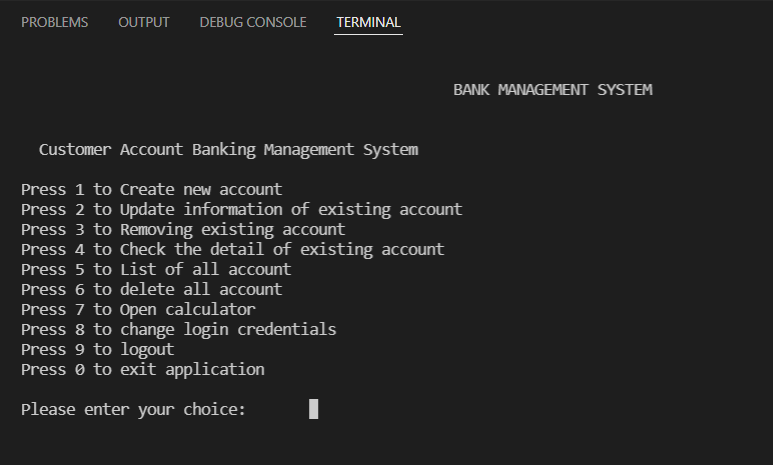 PROBLEMS OUTPUT DEBUG CONSOLE TERMINAL
BANK MANAGEMENT SYSTEM
Customer Account Banking Management System
Press 1 to Create new account
Press 2 to Update information of existing account
Press 3 to Removing existing account
Press 4 to Check the detail of existing account
Press 5 to List of all account
Press 6 to delete all account
Press 7 to Open calculator
Press 8 to change login credentials
Press 9 to logout
Press 0 to exit application
Please enter your choice: